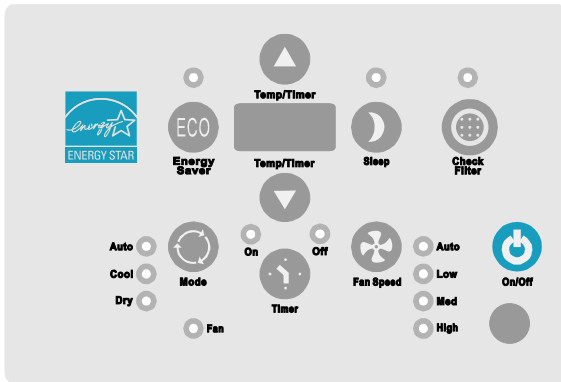 Temp/Timer
energy
ENERGY STAR
ECO
Energy
Saver
Temp/Timer
Sleep
Check
Filter
Auto
Cool
Dry
Fan
Mode
On
Off
Timer
Fan Speed
Auto
Low
Med
High
On/Off